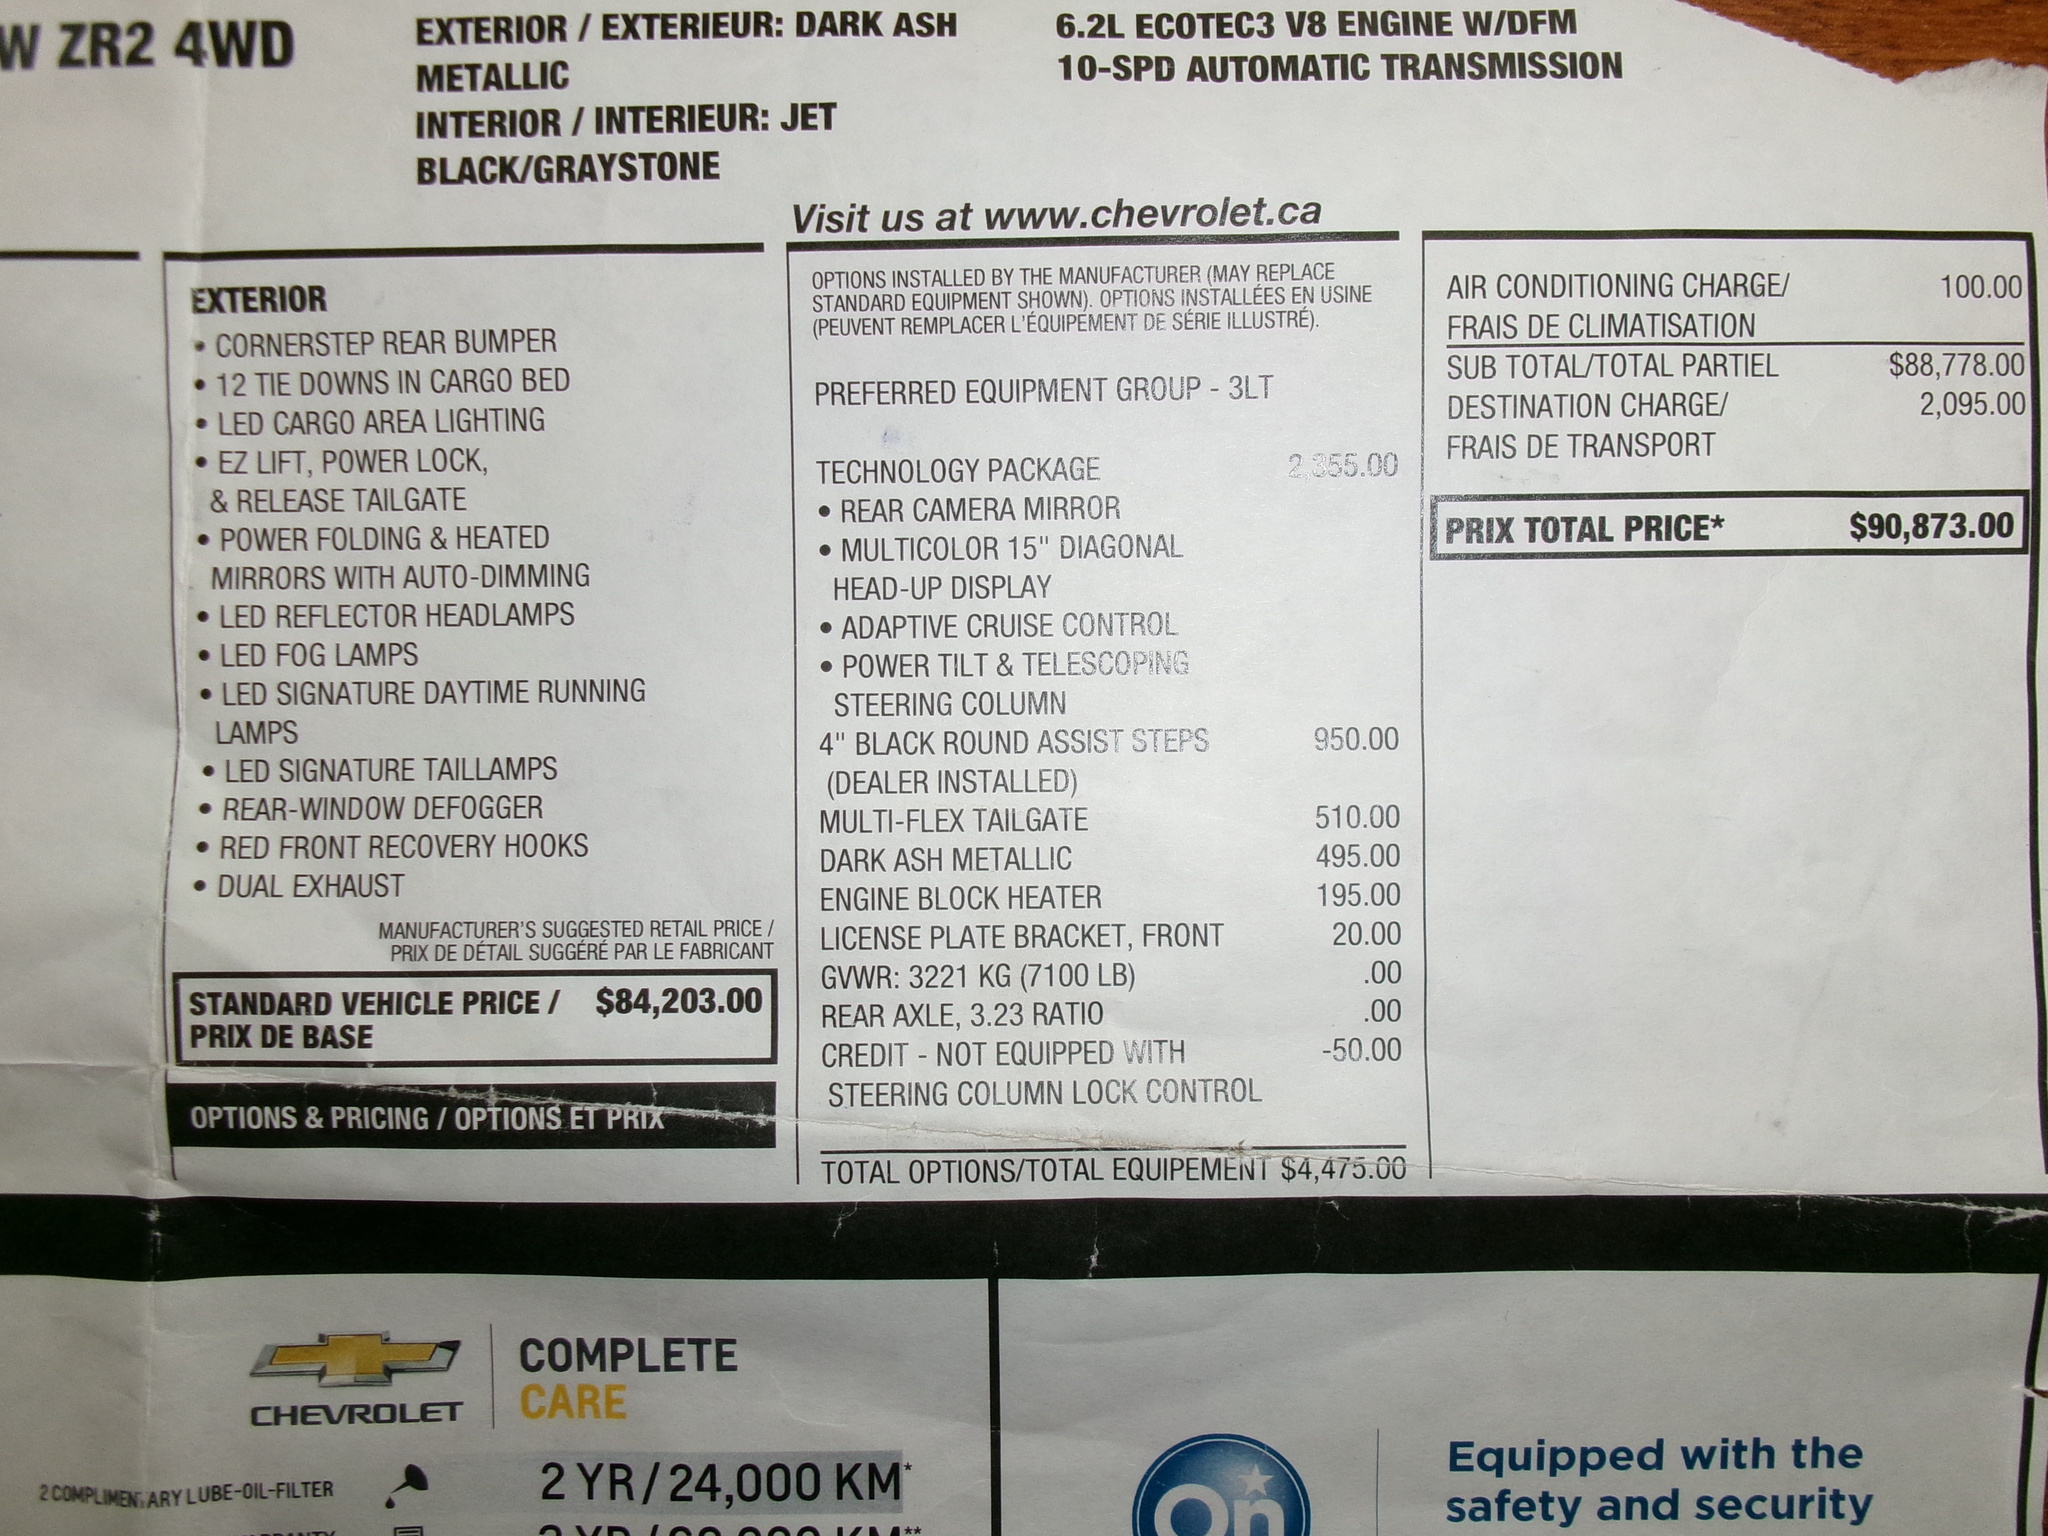 W ZR2 4WD
EXTERIOR / EXTERIEUR: DARK ASH
METALLIC
INTERIOR / INTERIEUR: JET
BLACK/GRAYSTONE
6.2L ECOTEC3 V8 ENGINE W/DFM
10-SPD AUTOMATIC TRANSMISSION
Visit us at www.chevrolet.ca
EXTERIOR
• CORNERSTEP REAR BUMPER
• 12 TIE DOWNS IN CARGO BED
• LED CARGO AREA LIGHTING
• EZ LIFT, POWER LOCK,
& RELEASE TAILGATE
• POWER FOLDING & HEATED
MIRRORS WITH AUTO-DIMMING
• LED REFLECTOR HEADLAMPS
• LED FOG LAMPS
• LED SIGNATURE DAYTIME RUNNING
LAMPS
• LED SIGNATURE TAILLAMPS
• REAR-WINDOW DEFOGGER
• RED FRONT RECOVERY HOOKS
• DUAL EXHAUST
MANUFACTURER'S SUGGESTED RETAIL PRICE /
PRIX DE DÉTAIL SUGGÉRÉ PAR LE FABRICANT
STANDARD VEHICLE PRICE / $84,203.00
PRIX DE BASE
OPTIONS & PRICING / OPTIONS ET PRIX
OPTIONS INSTALLED BY THE MANUFACTURER (MAY REPLACE
STANDARD EQUIPMENT SHOWN). OPTIONS INSTALLÉES EN USINE
(PEUVENT REMPLACER L'ÉQUIPEMENT DE SÉRIE ILLUSTRÉ).
PREFERRED EQUIPMENT GROUP - 3LT
TECHNOLOGY PACKAGE 2,355.00
• REAR CAMERA MIRROR
• MULTICOLOR 15" DIAGONAL
HEAD-UP DISPLAY
• ADAPTIVE CRUISE CONTROL
• POWER TILT & TELESCOPING
STEERING COLUMN
4" BLACK ROUND ASSIST STEPS 950.00
(DEALER INSTALLED)
MULTI-FLEX TAILGATE 510.00
DARK ASH METALLIC 495.00
ENGINE BLOCK HEATER 195.00
LICENSE PLATE BRACKET, FRONT 20.00
GVWR: 3221 KG (7100 LB) .00
REAR AXLE, 3.23 RATIO .00
CREDIT - NOT EQUIPPED WITH -50.00
STEERING COLUMN LOCK CONTROL
TOTAL OPTIONS/TOTAL EQUIPEMENT $4,475.00
AIR CONDITIONING CHARGE/ 100.00
FRAIS DE CLIMATISATION
SUB TOTAL/TOTAL PARTIEL $88,778.00
DESTINATION CHARGE/ 2,095.00
FRAIS DE TRANSPORT
PRIX TOTAL PRICE* $90,873.00
CHEVROLET
COMPLETE
CARE
2 COMPLIMENTARY LUBE-OIL-FILTER 2 YR / 24,000 KM*
On
Equipped with the
safety and security